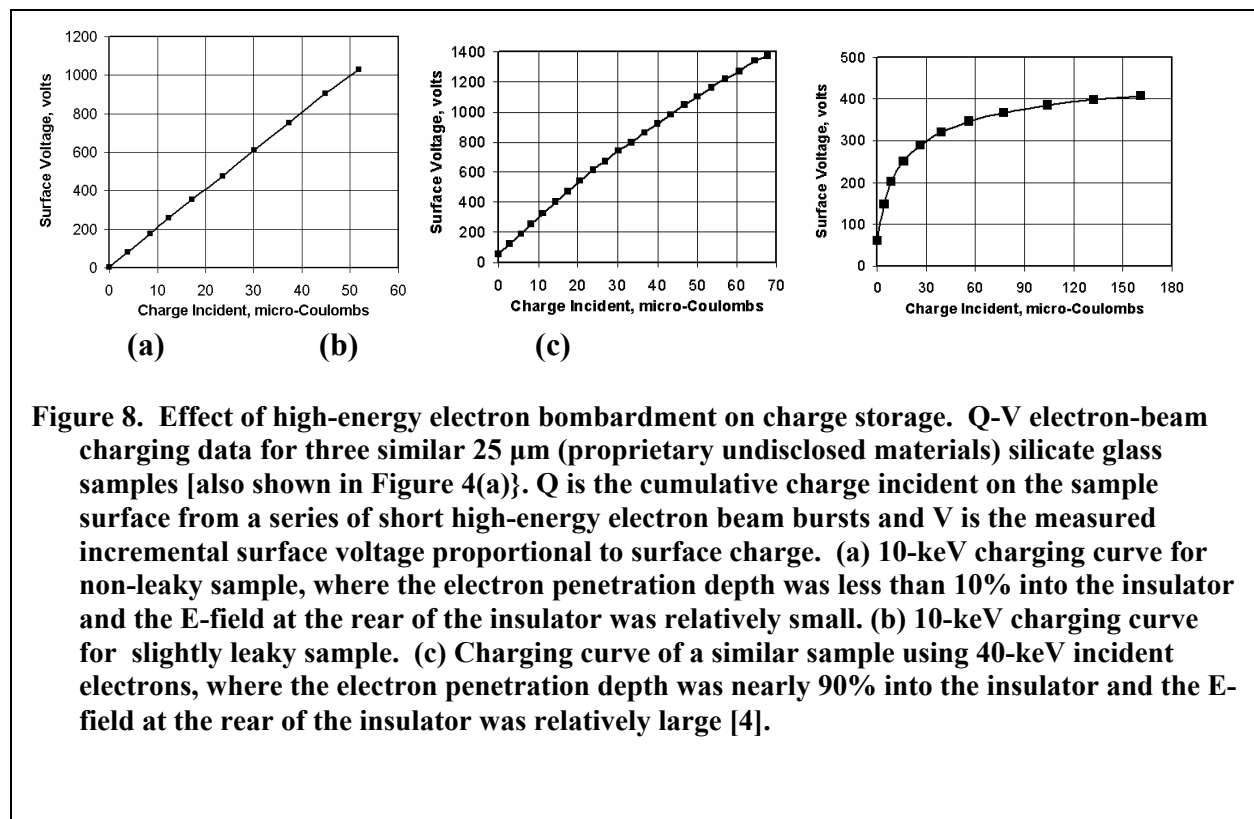 1200
1000
800
600
400
200
0
Surface Voltage, volts
0 10 20 30 40 50 60
Charge Incident, micro-Coulombs
1400
1200
1000
800
600
400
200
0
Surface Voltage, volts
0 10 20 30 40 50 60 70
Charge Incident, micro-Coulombs
500
400
300
200
100
0
Surface Voltage, volts
0 30 60 90 120 150 180
Charge Incident, micro-Coulombs
(a) (b) (c)
Figure 8. Effect of high-energy electron bombardment on charge storage. Q-V electron-beam
charging data for three similar 25 µm (proprietary undisclosed materials) silicate glass
samples [also shown in Figure 4(a)}. Q is the cumulative charge incident on the sample
surface from a series of short high-energy electron beam bursts and V is the measured
incremental surface voltage proportional to surface charge. (a) 10-keV charging curve for
non-leaky sample, where the electron penetration depth was less than 10% into the insulator
and the E-field at the rear of the insulator was relatively small. (b) 10-keV charging curve
for slightly leaky sample. (c) Charging curve of a similar sample using 40-keV incident
electrons, where the electron penetration depth was nearly 90% into the insulator and the E-
field at the rear of the insulator was relatively large [4].